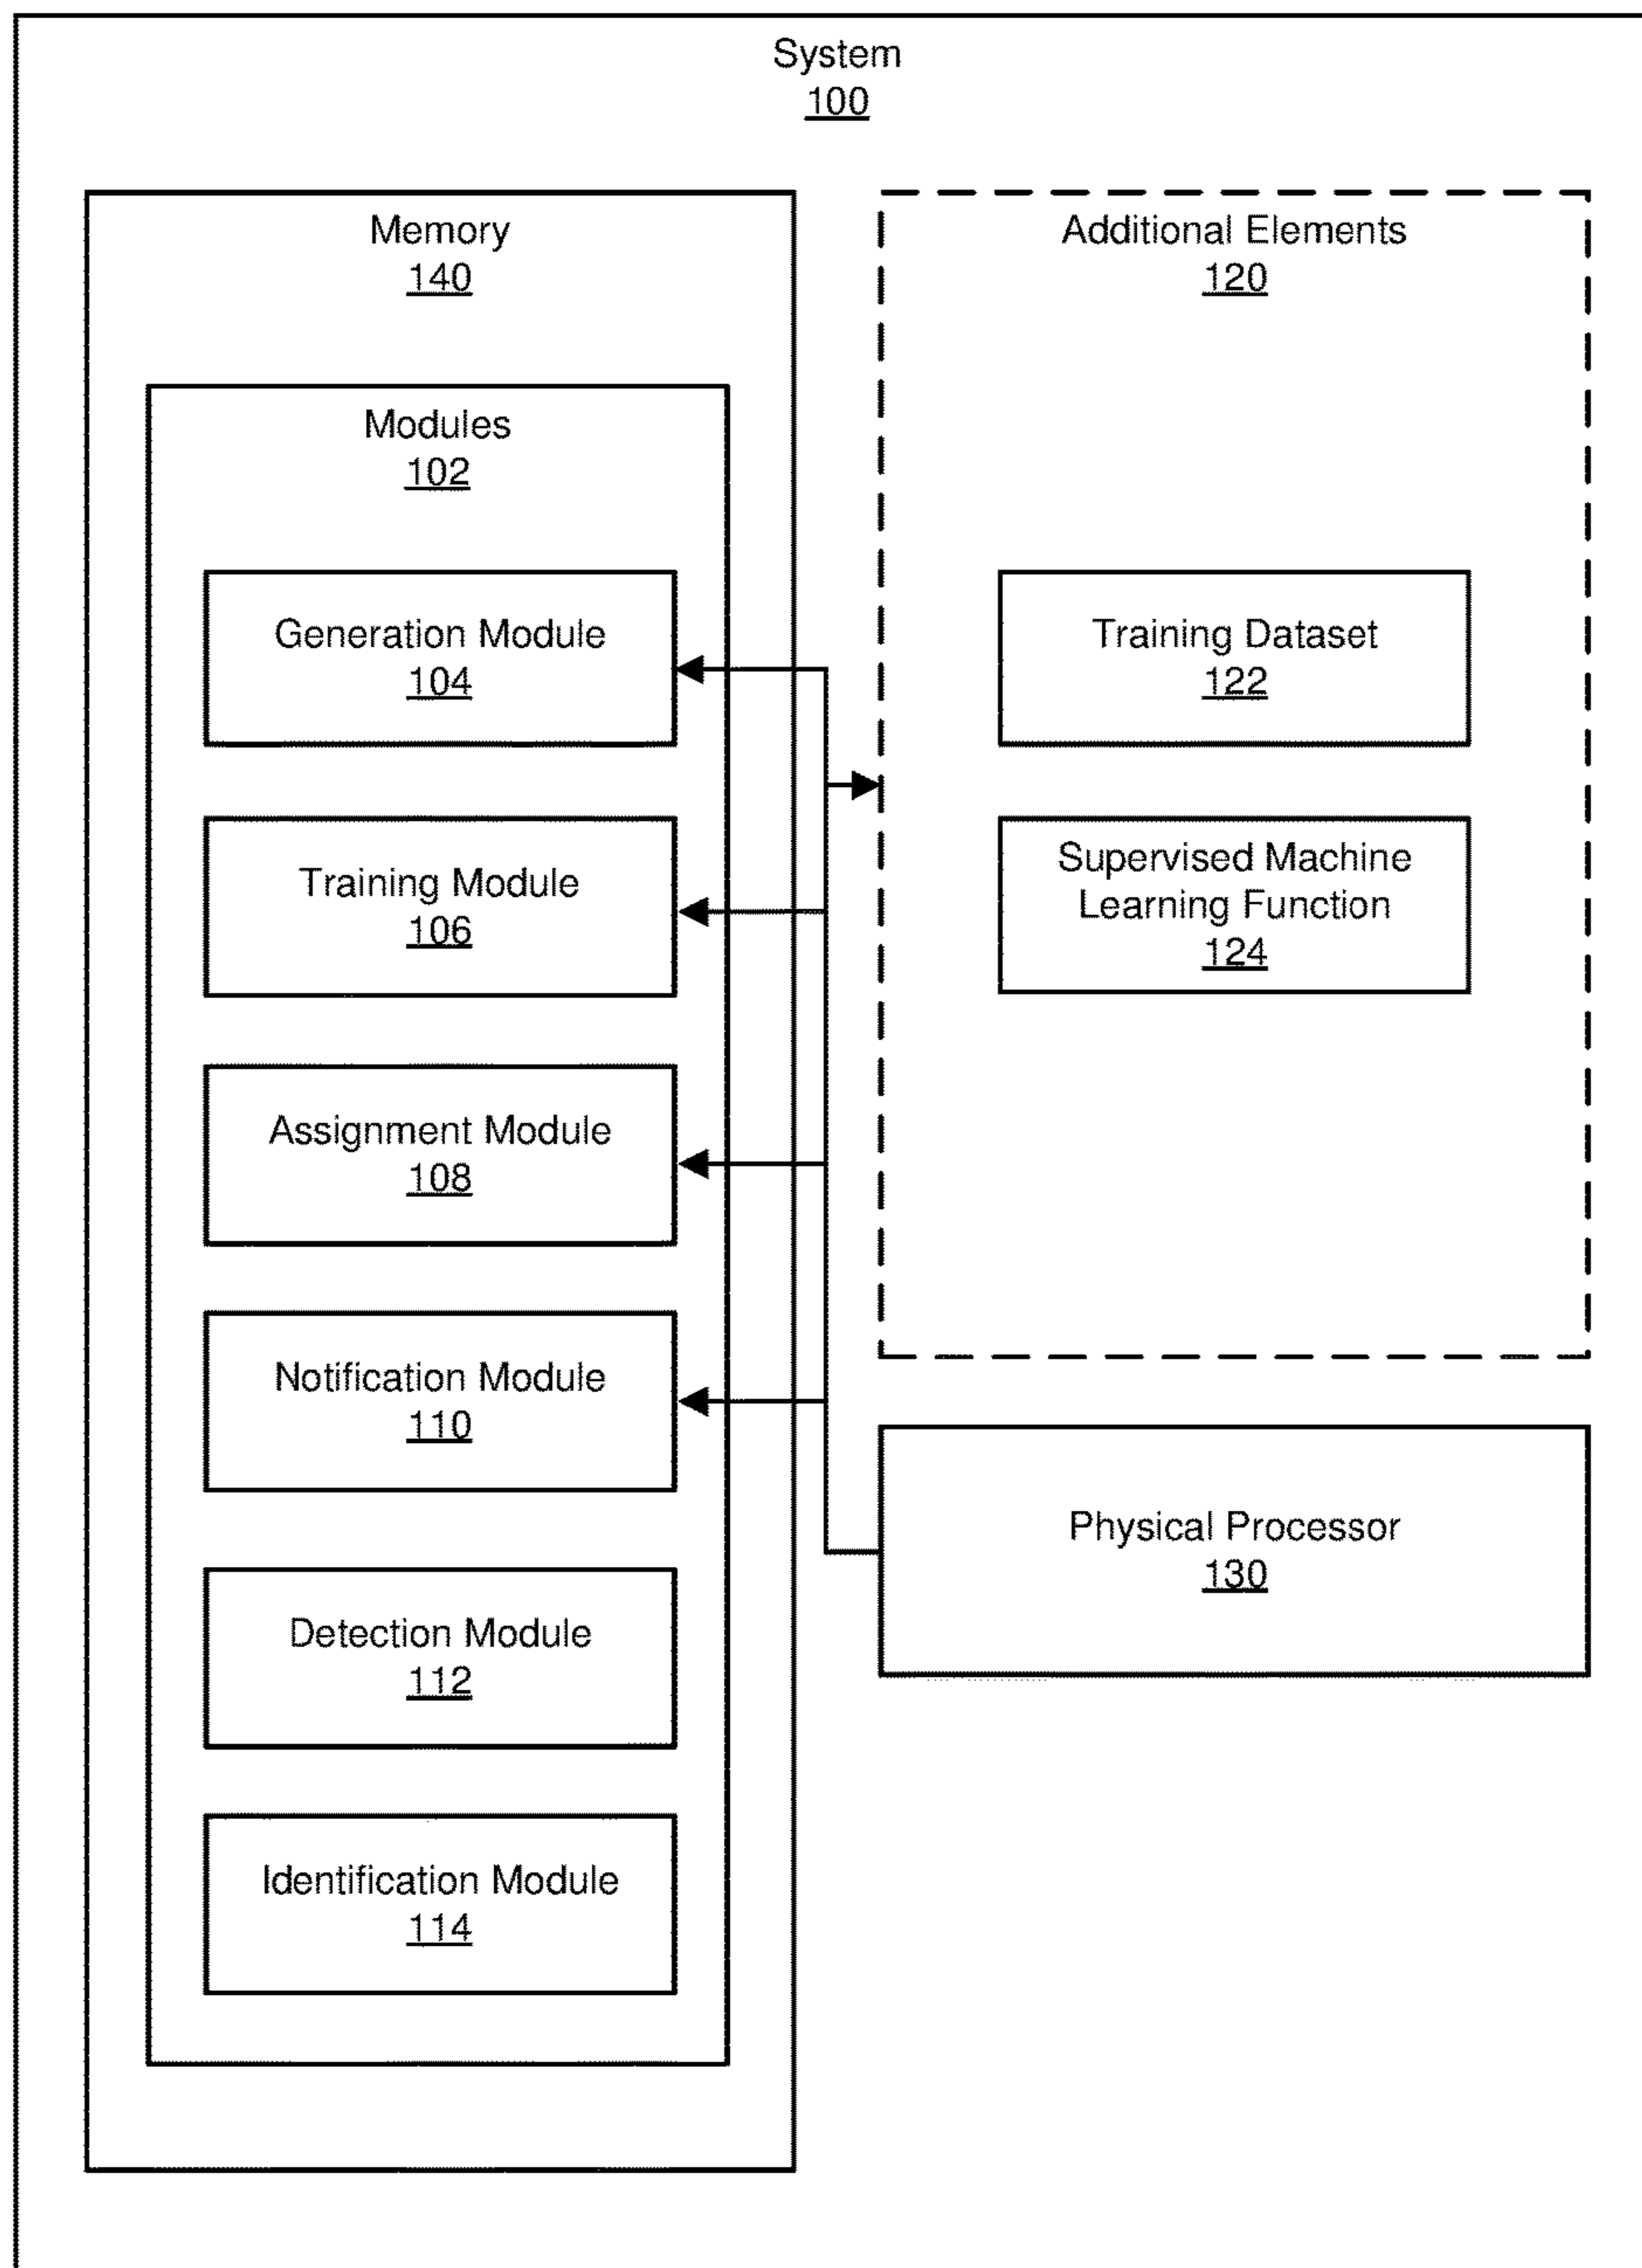 System
100
Memory
140
Modules
102
Generation Module
104
Training Module
106
Assignment Module
108
Notification Module
110
Detection Module
112
Identification Module
114
Additional Elements
120
Training Dataset
122
Supervised Machine
Learning Function
124
Physical Processor
130